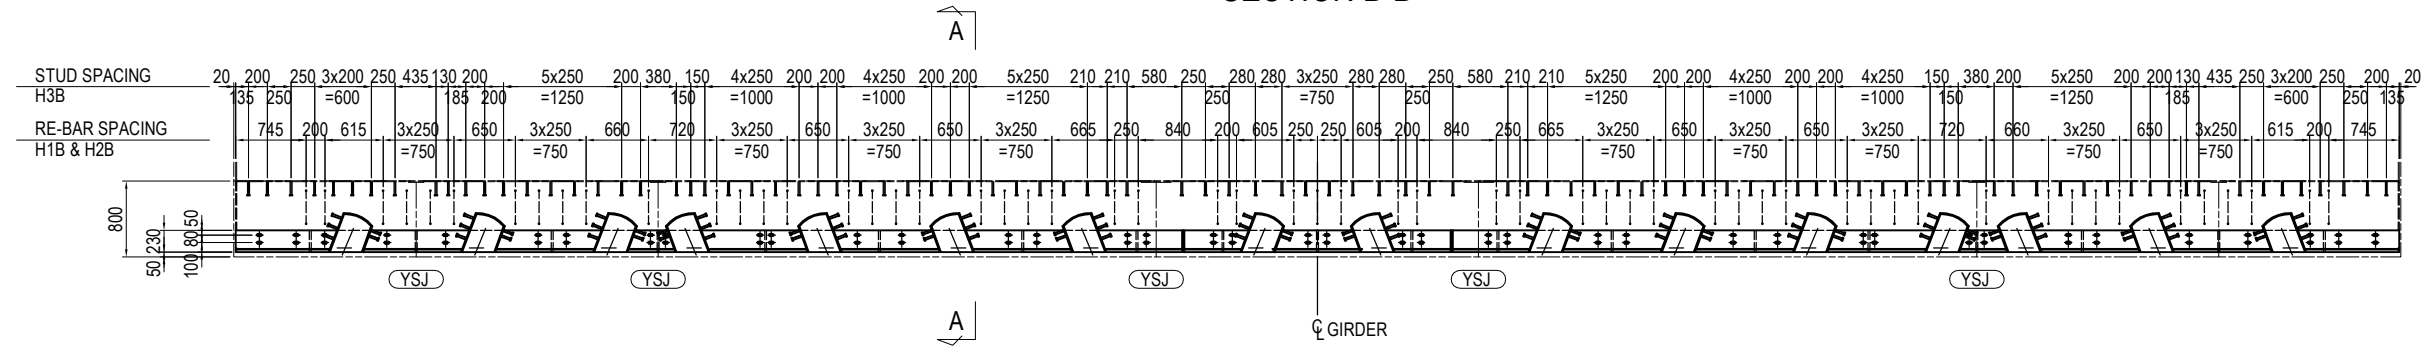 A
STUD SPACING
20 200 250 3x200 250 435 130 200 5x250 200 380 150 4x250 200 200 4x250 200 200 5x250 210 210 580 250 280 280 3x250 280 280 250 580 210 210 5x250 200 200 4x250 200 200 4x250 150 380 200 5x250 200 200 130 435 250 3x200 250 200 20
H3B
135 250 =600 185 200 =1250 150 =1000 =1000 =1250 250 =750 250 =1250 =1000 =1000 150 =1250 185 =600 250 135
RE-BAR SPACING
745 200 615 3x250 650 3x250 660 720 3x250 650 3x250 650 3x250 665 250 840 200 605 250 250 605 200 840 250 665 3x250 650 3x250 650 3x250 720 660 3x250 650 3x250 615 200 745
H1B & H2B
=750 =750 =750 =750 =750 =750 =750 =750 =750 =750
800
50 230
100 80 50
YSJ YSJ YSJ YSJ YSJ
A
℄ GIRDER